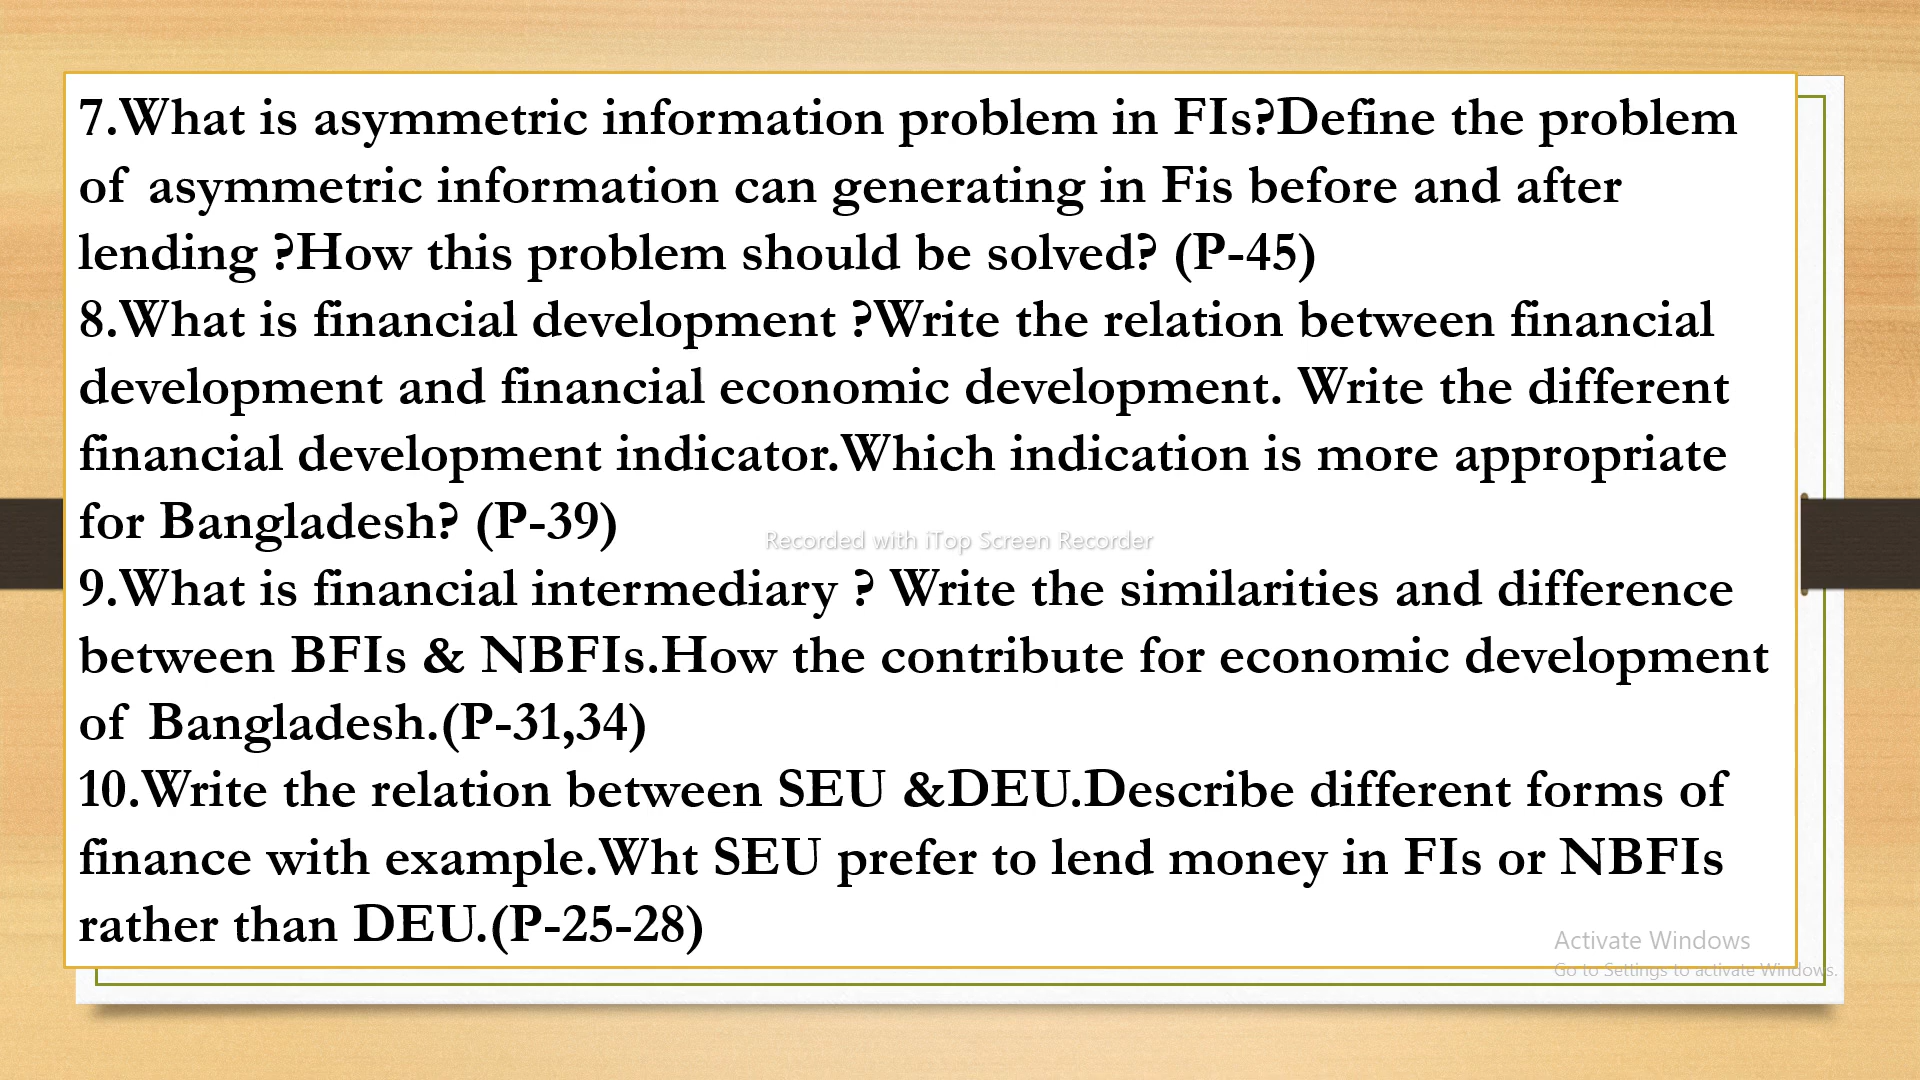 7.What is asymmetric information problem in FIs?Define the problem
of asymmetric information can generating in Fis before and after
lending ?How this problem should be solved? (P-45)
8.What is financial development ?Write the relation between financial
development and financial economic development. Write the different
financial development indicator.Which indication is more appropriate
for Bangladesh? (P-39)
Recorded with iTop Screen Recorder
9.What is financial intermediary ? Write the similarities and difference
between BFIs & NBFIs.How the contribute for economic development
of Bangladesh.(P-31,34)
10.Write the relation between SEU &DEU.Describe different forms of
finance with example.Wht SEU prefer to lend money in FIs or NBFIs
rather than DEU.(P-25-28)
Activate Windows
Go to Settings to activate Windows.